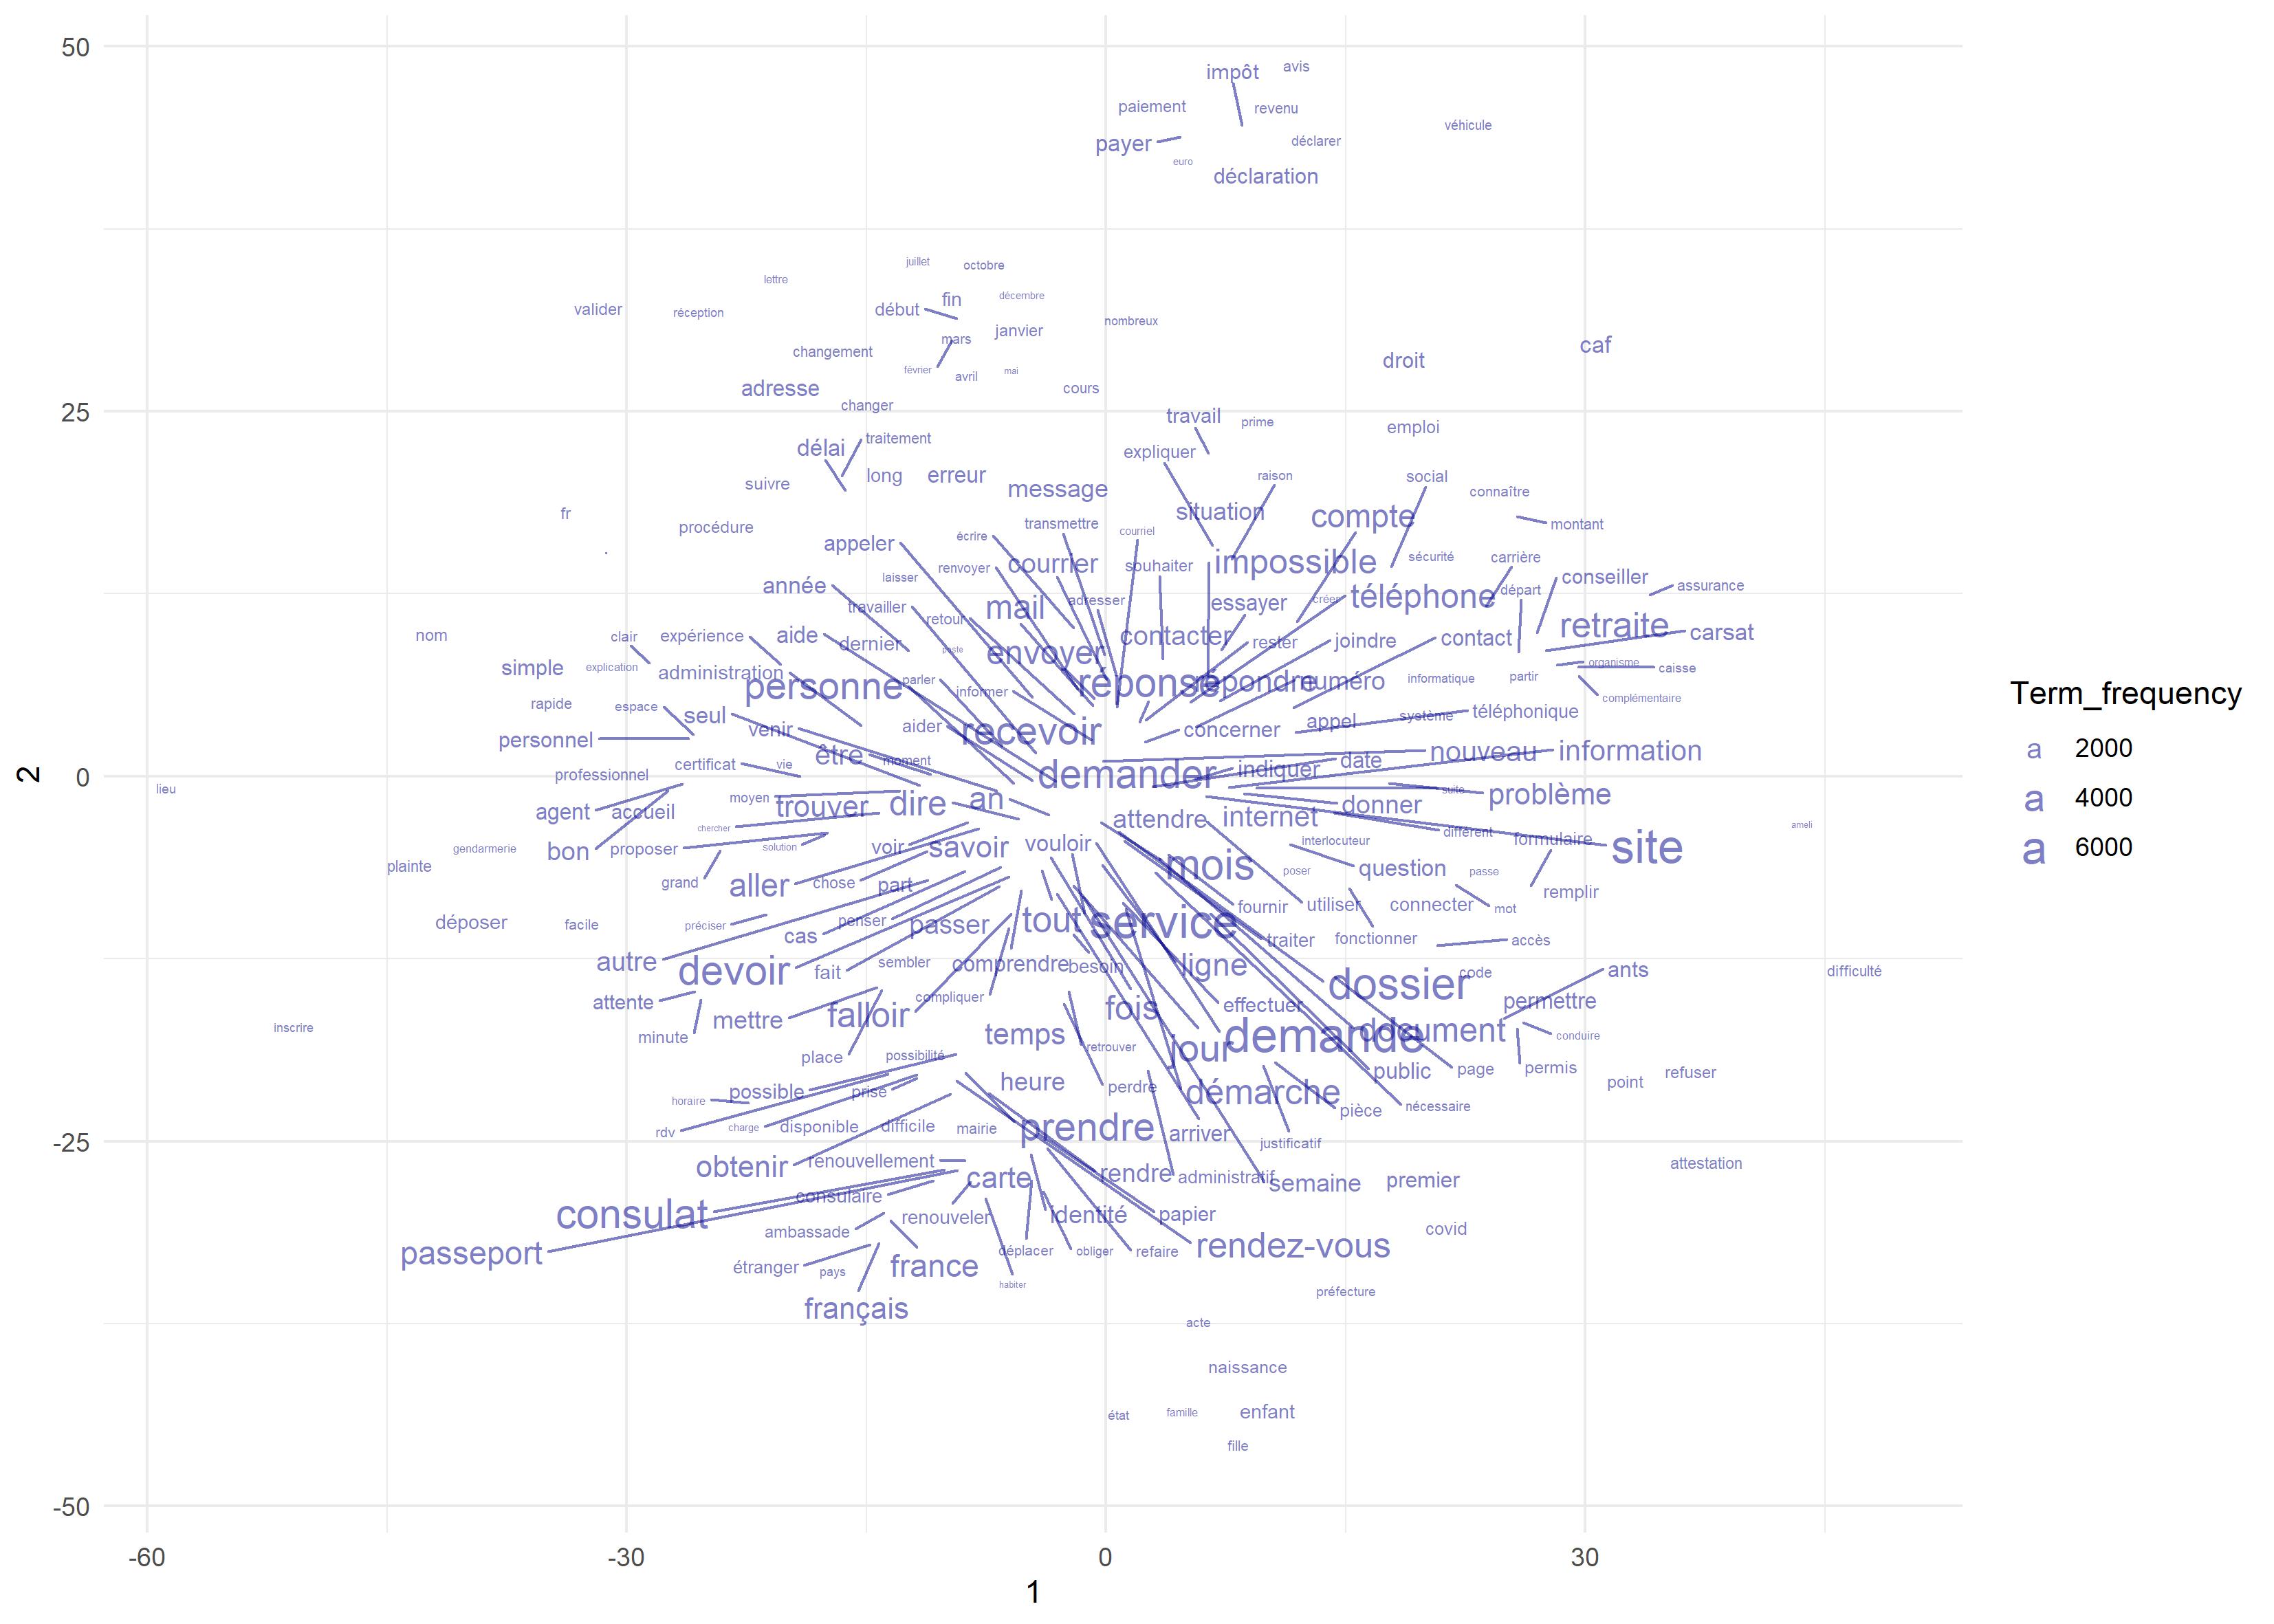 50
impôt avis
paiement revenu
véhicule
payer déclarer
euro
déclaration
juillet octobre
lettre
fin décembre
valider réception début
nombreux
janvier
mars
changement
caf
droit
février avril mai
adresse cours
25
changer
travail prime
emploi
traitement
délai expliquer
long erreur raison social
suivre message connaître
fr situation compte
procédure transmettre montant
courriel
appeler écrire
impossible sécurité carrière
renvoyer courrier souhaiter
laisser conseiller
année départ assurance
travailler mail adresser essayer créer téléphone
retour retraite
nom clair expérience aide dernier contacter rester joindre contact carsat
poste envoyer organisme
simple explication administration caisse
personne parler réponse répondre numéro informatique partir
informer complémentaire
rapide espace seul téléphonique
venir aider recevoir concerner appel système Term_frequency
personnel
être nouveau information a 2000
certificat vie moment date
professionnel demander indiquer
2 0
lieu
moyen suite problème
agent accueil trouver dire an donner a 4000
chercher attendre internet ameli
différent
gendarmerie bon proposer solution voir savoir vouloir interlocuteur formulaire site a 6000
plainte mois question
grand aller chose part poser passe
remplir
déposer facile préciser penser passer tout service fournir utiliser connecter mot
cas traiter fonctionner accès
autre devoir fait sembler comprendre besoin ligne code ants difficulté
dossier
attente compliquer fois effectuer permettre
inscrire minute mettre falloir temps demande document
place possibilité retrouver jour conduire
possible prise heure perdre démarche public page permis point refuser
horaire pièce nécessaire
rdv charge disponible difficile mairie prendre arriver
-25 justificatif
obtenir renouvellement attestation
carte rendre administratif semaine premier
consulaire
consulat renouveler identité papier
ambassade covid
passeport déplacer obliger refaire rendez-vous
étranger pays france
habiter préfecture
français
acte
naissance
état famille enfant
fille
-50
-60 -30 0 30
1